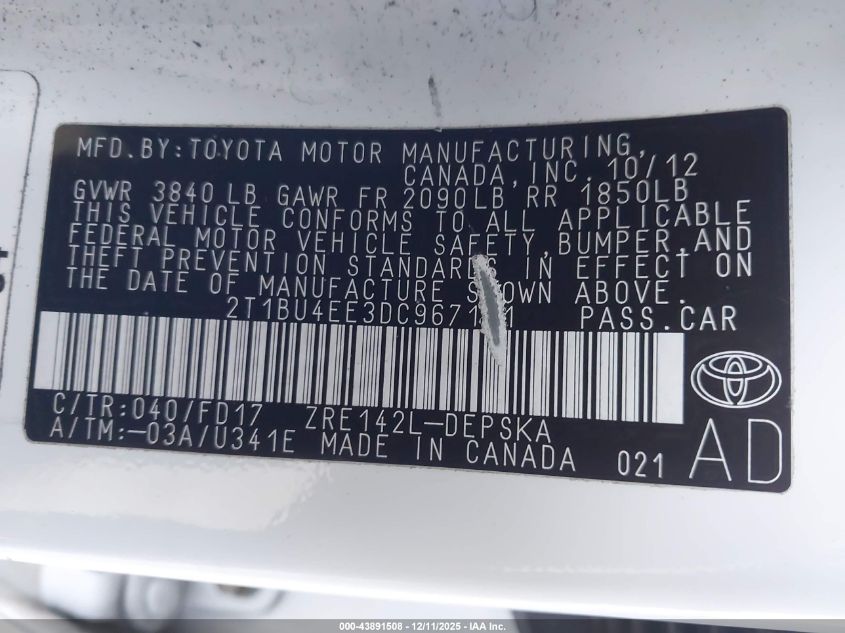 MFD.BY:TOYOTA MOTOR MANUFACTURING,
CANADA,INC. 10/12
GVWR 3840 LB GAWR FR 2090LB RR 1850LB
THIS VEHICLE CONFORMS TO ALL APPLICABLE
FEDERAL MOTOR VEHICLE SAFETY,BUMPER,AND
THEFT PREVENTION STANDARDS IN EFFECT ON
THE DATE OF MANUFACTURE SHOWN ABOVE.
PASS.CAR
C/TR:040/FD17 ZRE142L-DEPSKA
A/TM:-03A/U341E MADE IN CANADA 021
AD
000-43891508 - 12/11/2025 - IAA Inc.